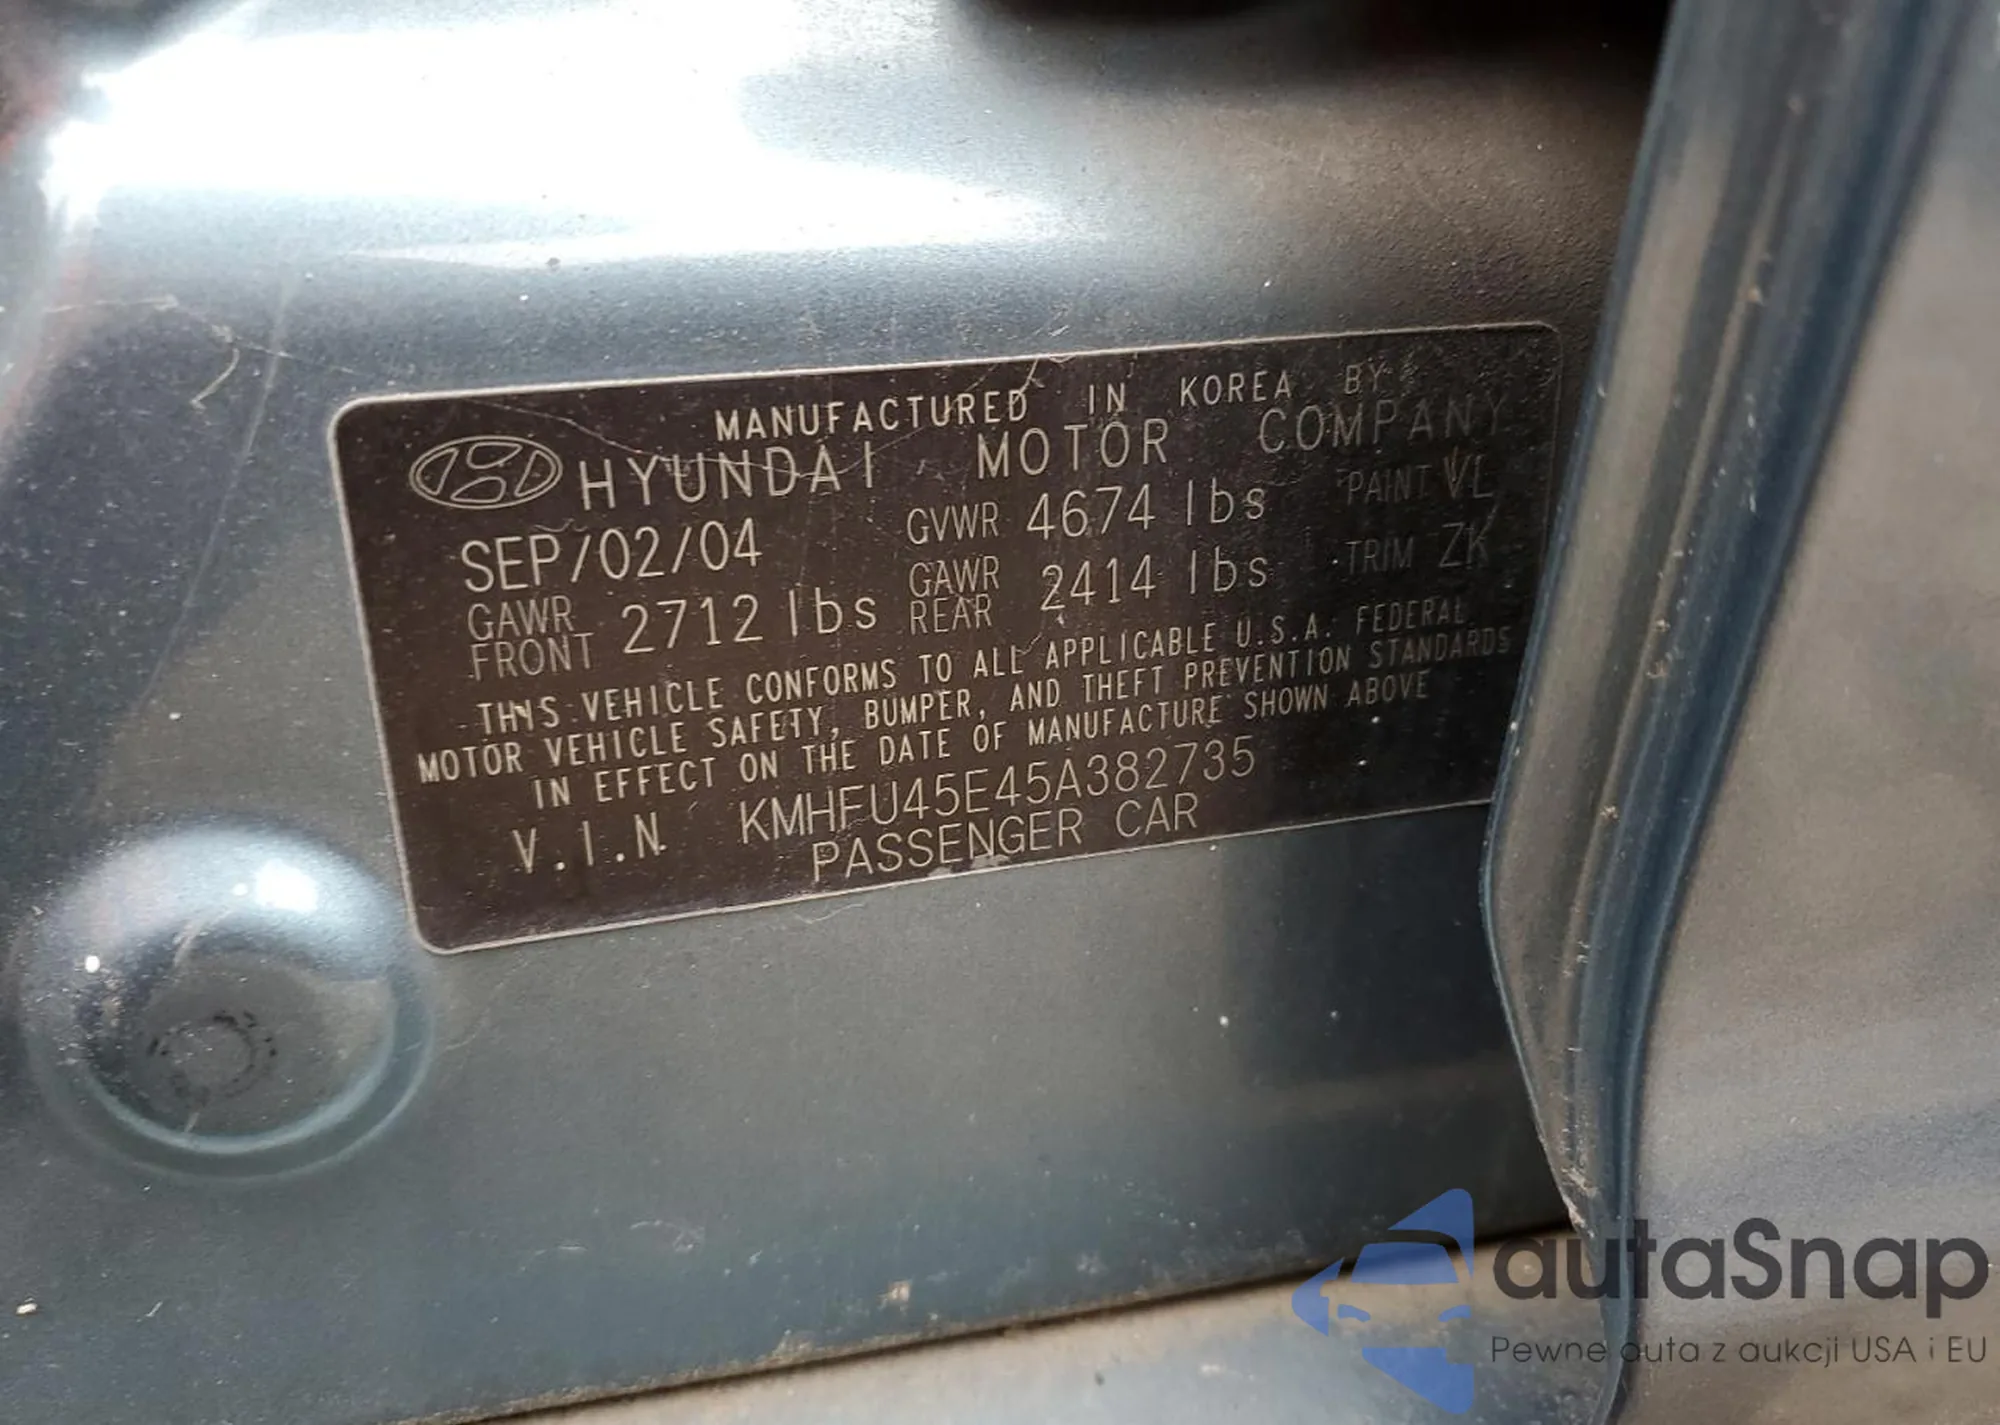 MANUFACTURED IN KOREA BY
HYUNDAI MOTOR COMPANY
SEP/02/04 GVWR 4674 lbs PAINT VL
GAWR FRONT 2712 lbs GAWR REAR 2414 lbs TRIM ZK
THIS VEHICLE CONFORMS TO ALL APPLICABLE U.S.A. FEDERAL
MOTOR VEHICLE SAFETY, BUMPER, AND THEFT PREVENTION STANDARDS
IN EFFECT ON THE DATE OF MANUFACTURE SHOWN ABOVE
V.I.N. KMHFU45E45A382735
PASSENGER CAR
autaSnap
Pewne auta z aukcji USA i EU